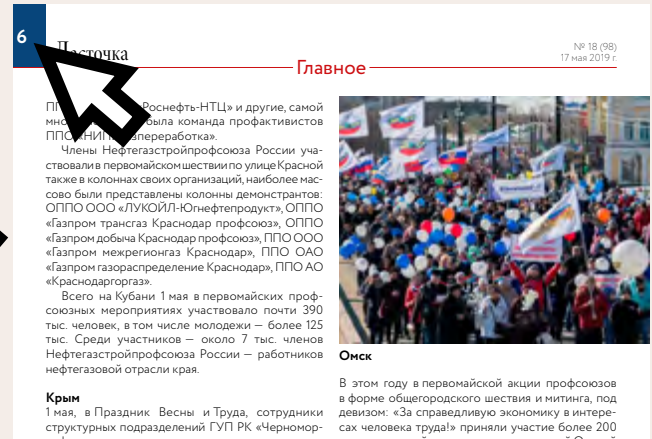 6
Ласточка
№ 18 (98)
17 мая 2019 г.
Главное
Роснефть-НТЦ» и другие, самой
была команда профактивистов
ППО
переработка».
Члены Нефтегазстройпрофсоюза России уча-
ствовали в первомайском шествии по улице Красной
также в колоннах своих организаций, наиболее мас-
сово были представлены колонны демонстрантов:
ОППО ООО «ЛУКОЙЛ-Югнефтепродукт», ОППО
«Газпром трансгаз Краснодар профсоюз», ОППО
«Газпром добыча Краснодар профсоюз», ППО ООО
«Газпром межрегионгаз Краснодар», ППО ОАО
«Газпром газораспределение Краснодар», ППО АО
«Краснодаргоргаз».
Всего на Кубани 1 мая в первомайских проф-
союзных мероприятиях участвовало почти 390
тыс. человек, в том числе молодежи — более 125
тыс. Среди участников — около 7 тыс. членов
Нефтегазстройпрофсоюза России — работников
нефтегазовой отрасли края.
Крым
1 мая, в Праздник Весны и Труда, сотрудники
структурных подразделений ГУП РК «Черномор-
Омск
В этом году в первомайской акции профсоюзов
в форме общегородского шествия и митинга, под
девизом: «За справедливую экономику в интере-
сах человека труда!» приняли участие более 200